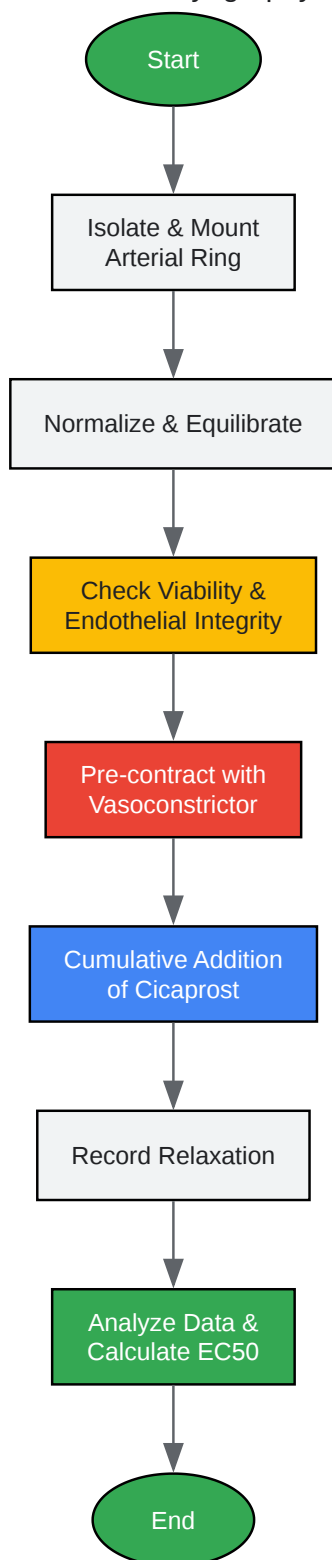 Start
Isolate & Mount
Arterial Ring
Normalize & Equilibrate
Check Viability &
Endothelial Integrity
Pre-contract with
Vasoconstrictor
Cumulative Addition
of Cicaprost
Record Relaxation
Analyze Data &
Calculate EC50
End